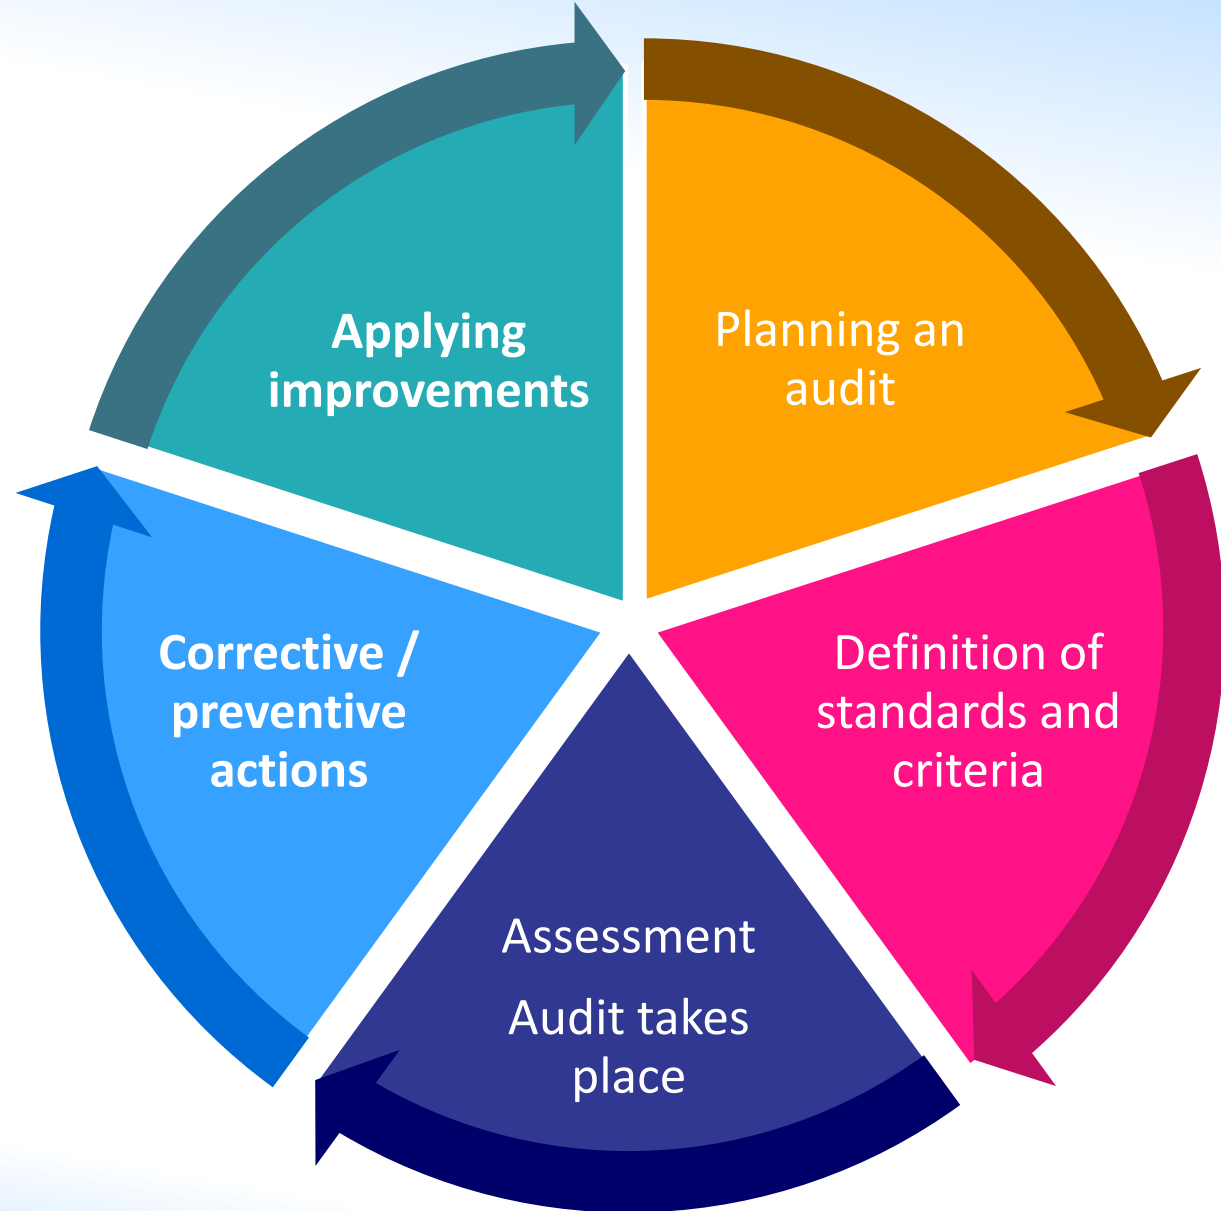 Planning an
audit
Definition of
standards and
criteria
Assessment
Audit takes
place
Corrective /
preventive
actions
Applying
improvements